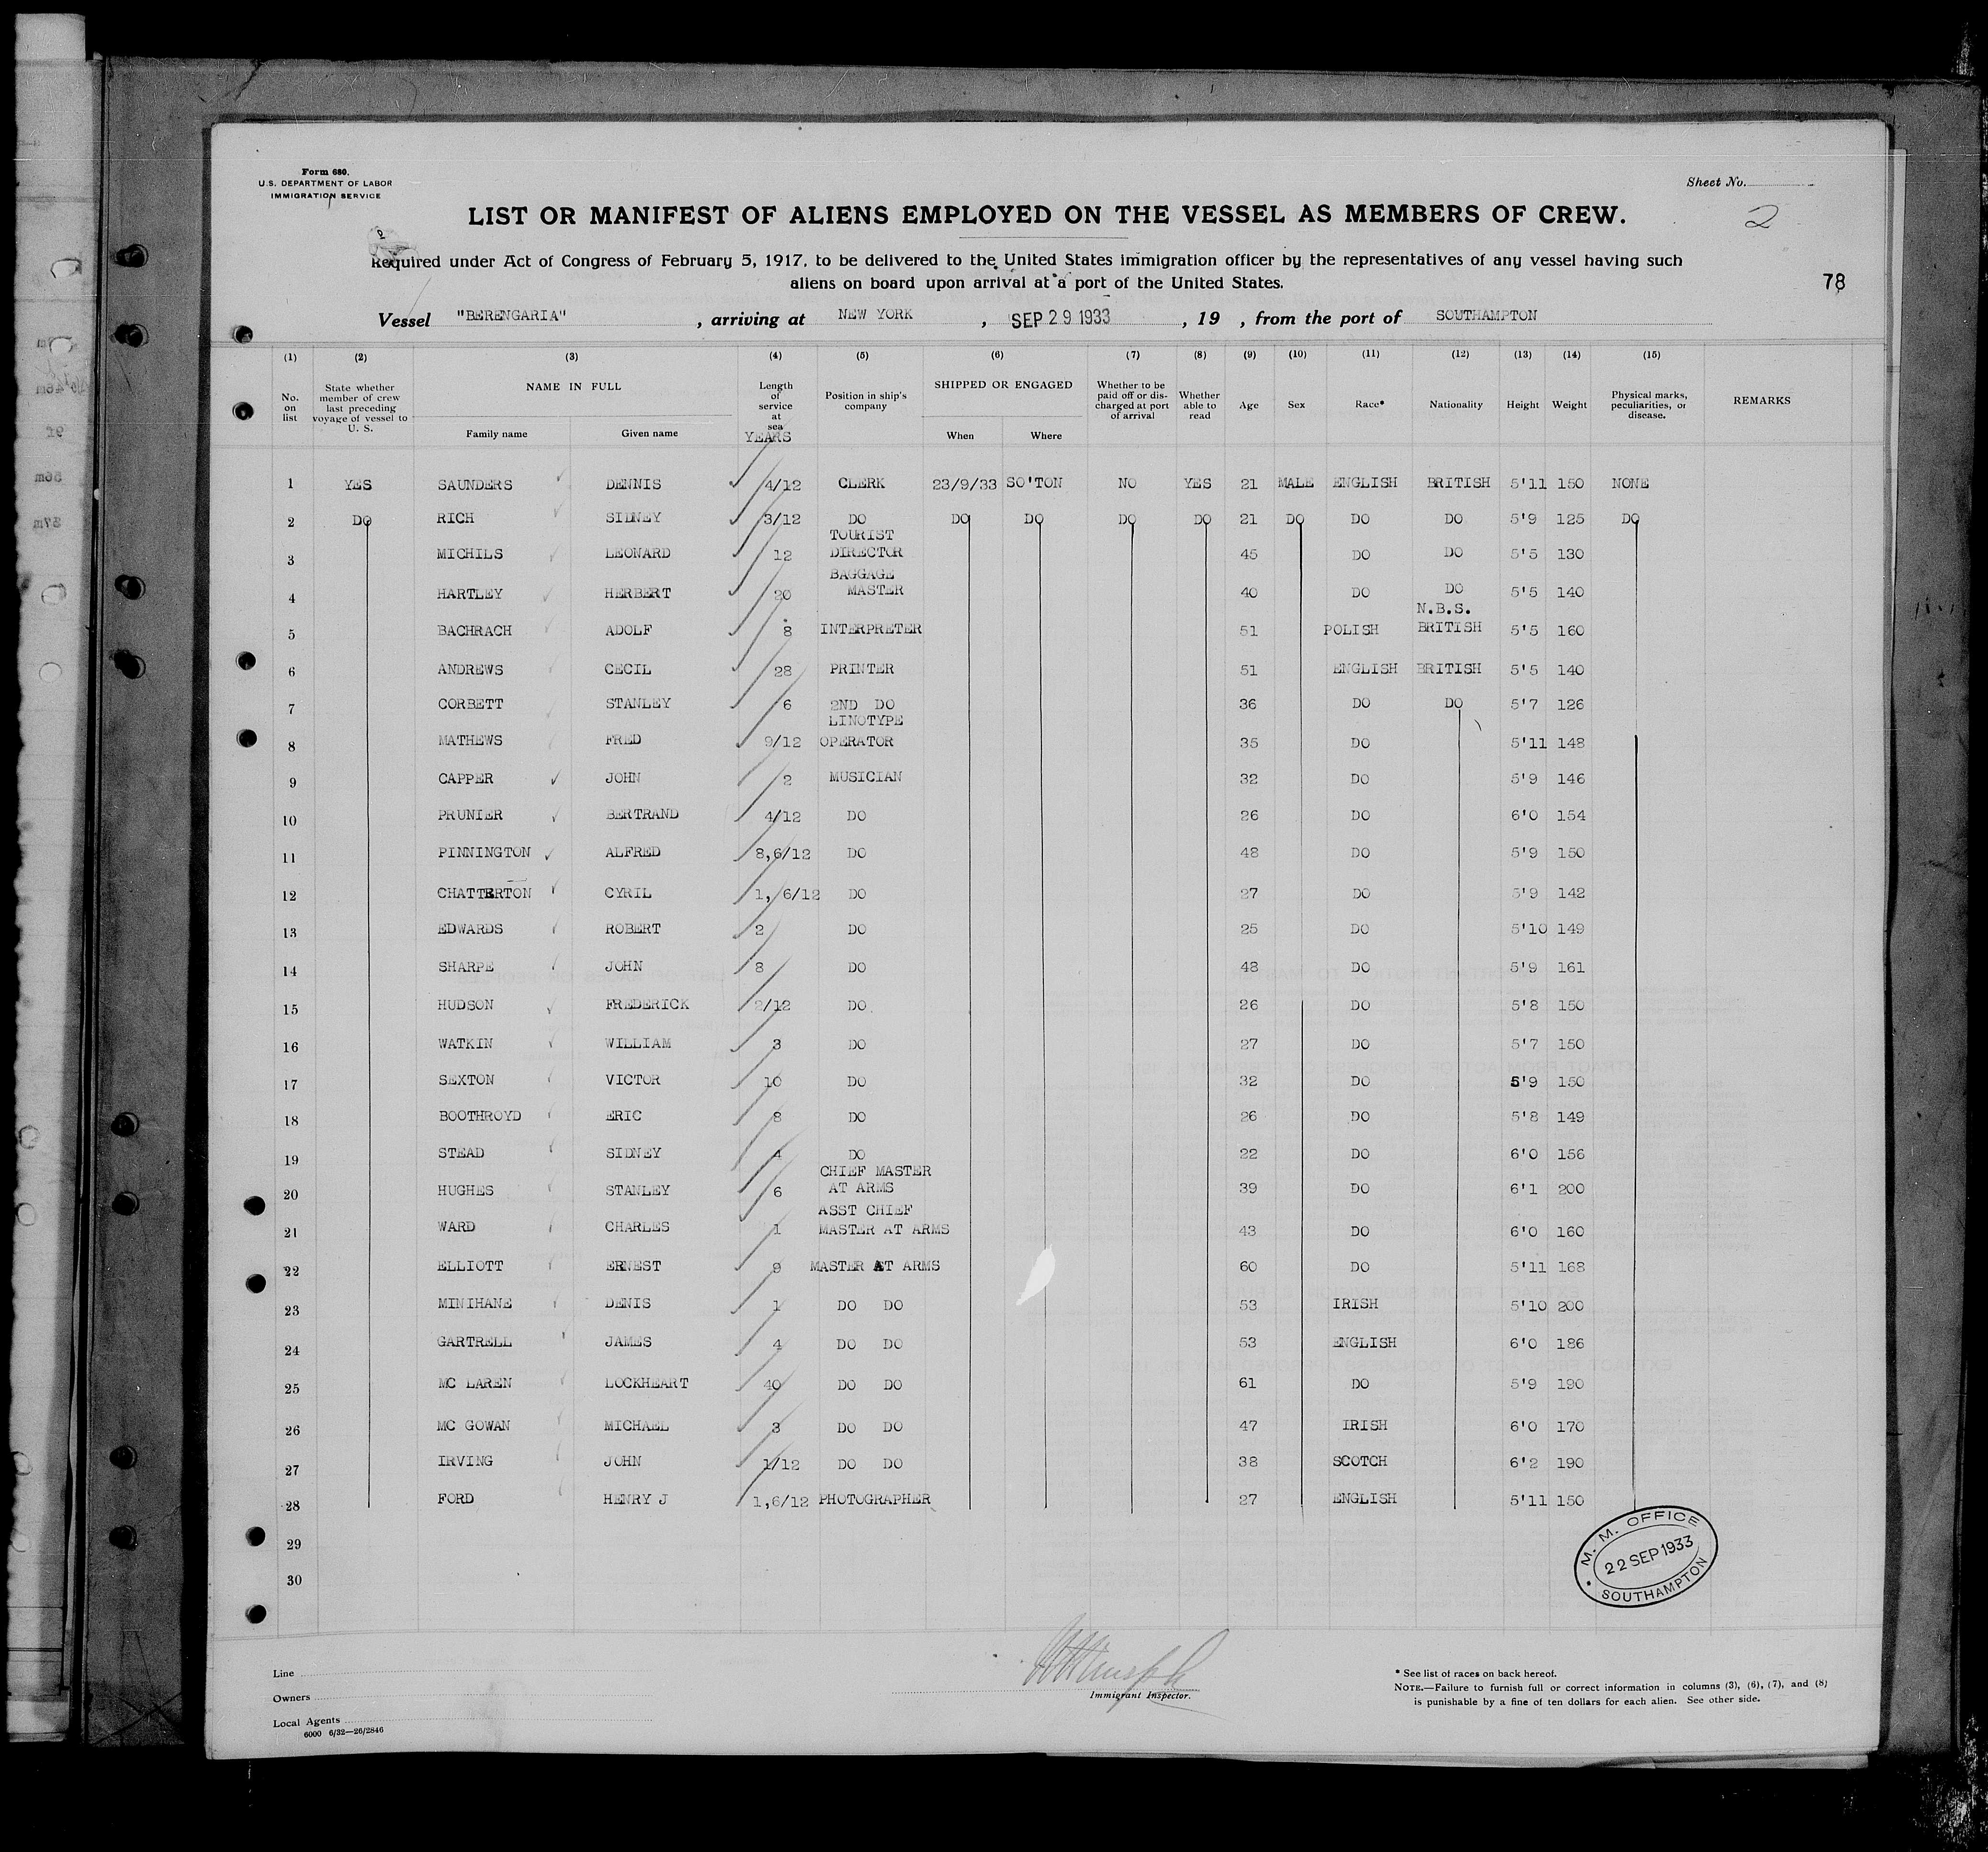 Form 680.
U.S. DEPARTMENT OF LABOR
IMMIGRATION SERVICE
Sheet No.
2
LIST OR MANIFEST OF ALIENS EMPLOYED ON THE VESSEL AS MEMBERS OF CREW.
Required under Act of Congress of February 5, 1917, to be delivered to the United States immigration officer by the representatives of any vessel having such
aliens on board upon arrival at a port of the United States.
78
Vessel "BERENGARIA", arriving at NEW YORK, SEP 29 1933, 19 , from the port of SOUTHAMPTON
(1) (2) (3) (4) (5) (6) (7) (8) (9) (10) (11) (12) (13) (14) (15)
No. on list State whether member of crew last preceding voyage of vessel to U. S. NAME IN FULL Family name Given name Length of service at sea YEARS Position in ship's company SHIPPED OR ENGAGED When Where Whether to be paid off or discharged at port of arrival Whether able to read Age Sex Race* Nationality Height Weight Physical marks, peculiarities, or disease. REMARKS
1 YES SAUNDERS DENNIS 4/12 CLERK 23/9/33 SO'TON NO YES 21 MALE ENGLISH BRITISH 5'11 150 NONE
2 DO RICH SIDNEY 3/12 DO DO DO DO DO 21 DO DO DO 5'9 125 DO
3 MICHILS LEONARD 12 TOURIST DIRECTOR 45 DO DO 5'5 130
4 HARTLEY HERBERT 20 BAGGAGE MASTER 40 DO DO 5'5 140
5 BACHRACH ADOLF 8 INTERPRETER 51 POLISH N.B.S. BRITISH 5'5 160
6 ANDREWS CECIL 28 PRINTER 51 ENGLISH BRITISH 5'5 140
7 CORBETT STANLEY 6 2ND DO 36 DO DO 5'7 126
8 MATHEWS FRED 9/12 LINOTYPE OPERATOR 35 DO 5'11 148
9 CAPPER JOHN 2 MUSICIAN 32 DO 5'9 146
10 PRUNIER BERTRAND 4/12 DO 26 DO 6'0 154
11 PINNINGTON ALFRED 8,6/12 DO 48 DO 5'9 150
12 CHATTERTON CYRIL 1, 6/12 DO 27 DO 5'9 142
13 EDWARDS ROBERT 2 DO 25 DO 5'10 149
14 SHARPE JOHN 8 DO 48 DO 5'9 161
15 HUDSON FREDERICK 2/12 DO 26 DO 5'8 150
16 WATKIN WILLIAM 3 DO 27 DO 5'7 150
17 SEXTON VICTOR 10 DO 32 DO 5'9 150
18 BOOTHROYD ERIC 8 DO 26 DO 5'8 149
19 STEAD SIDNEY 4 DO 22 DO 6'0 156
20 HUGHES STANLEY 6 CHIEF MASTER AT ARMS 39 DO 6'1 200
21 WARD CHARLES 1 ASST CHIEF MASTER AT ARMS 43 DO 6'0 160
22 ELLIOTT ERNEST 9 MASTER AT ARMS 60 DO 5'11 168
23 MINIHANE DENIS 1 DO DO 53 IRISH 5'10 200
24 GARTRELL JAMES 4 DO DO 53 ENGLISH 6'0 186
25 MC LAREN LOCKHEART 40 DO DO 61 DO 5'9 190
26 MC GOWAN MICHAEL 3 DO DO 47 IRISH 6'0 170
27 IRVING JOHN 1/12 DO DO 38 SCOTCH 6'2 190
28 FORD HENRY J 1,6/12 PHOTOGRAPHER 27 ENGLISH 5'11 150
29
30
M. M. OFFICE
22 SEP 1933
SOUTHAMPTON
Line
Owners
Local Agents
6000 6/32—26/2846
Immigrant Inspector.
* See list of races on back hereof.
NOTE.—Failure to furnish full or correct information in columns (3), (6), (7), and (8)
is punishable by a fine of ten dollars for each alien. See other side.